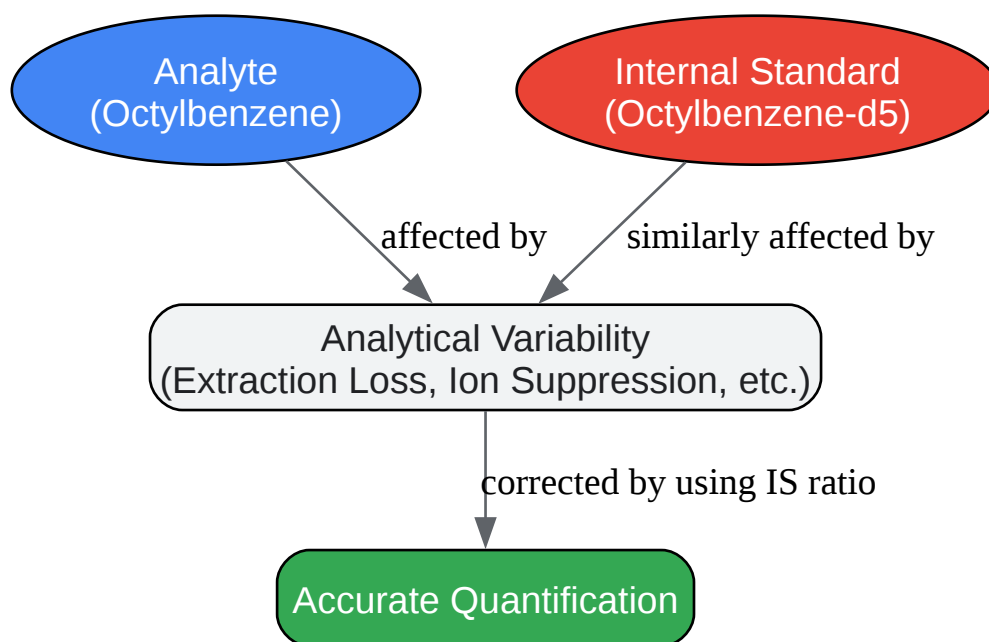 Analyte
(Octylbenzene)
Internal Standard
(Octylbenzene-d5)
affected by
similarly affected by
Analytical Variability
(Extraction Loss, Ion Suppression, etc.)
corrected by using IS ratio
Accurate Quantification